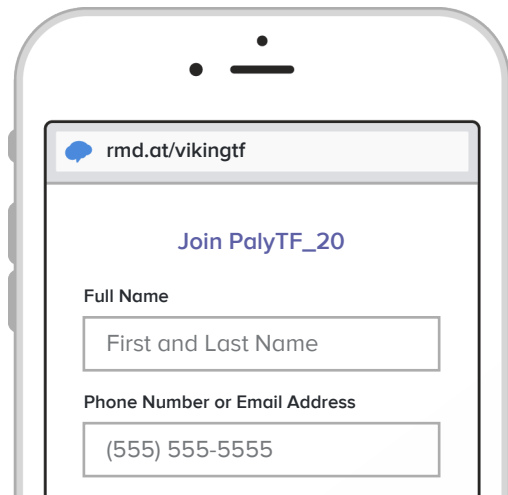 rmd.at/vikingtf
Join PalyTF_20
Full Name
First and Last Name
Phone Number or Email Address
(555) 555-5555